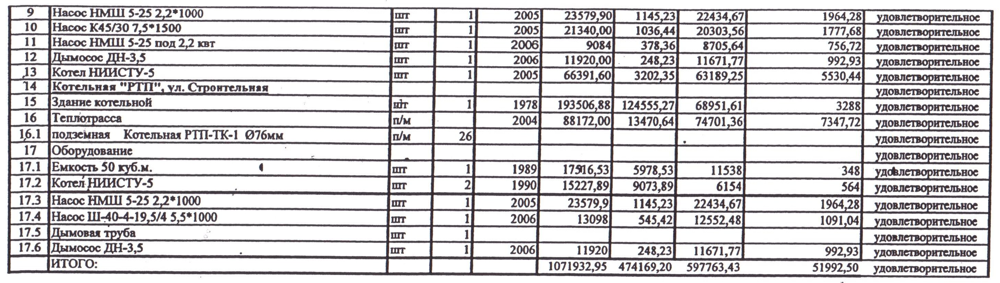 9 Насос НМШ 5-25 2,2*1000 шт 1 2005 23579,90 1145,23 22434,67 1964,28 удовлетворительное
10 Насос К45/30 7,5*1500 шт 1 2005 21340,00 1036,44 20303,56 1777,68 удовлетворительное
11 Насос НМШ 5-25 под 2,2 квт шт 1 2006 9084 378,36 8705,64 756,72 удовлетворительное
12 Дымосос ДН-3,5 шт 1 2006 11920,00 248,23 11671,77 992,93 удовлетворительное
13 Котел НИИСТУ-5 шт 1 2005 66391,60 3202,35 63189,25 5530,44 удовлетворительное
14 Котельная "РТП", ул. Строительная удовлетворительное
15 Здание котельной шт 1 1978 193506,88 124555,27 68951,61 3288 удовлетворительное
16 Теплотрасса п/м 2004 88172,00 13470,64 74701,36 7347,72 удовлетворительное
16.1 подземная Котельная РТП-ТК-1 Ø76мм п/м 26 удовлетворительное
17 Оборудование удовлетворительное
17.1 Емкость 50 куб.м. шт 1 1989 17516,53 5978,53 11538 348 удовлетворительное
17.2 Котел НИИСТУ-5 шт 2 1990 15227,89 9073,89 6154 564 удовлетворительное
17.3 Насос НМШ 5-25 2,2*1000 шт 1 2005 23579,9 1145,23 22434,67 1964,28 удовлетворительное
17.4 Насос Ш-40-4-19,5/4 5,5*1000 шт 1 2006 13098 545,42 12552,48 1091,04 удовлетворительное
17.5 Дымовая труба шт 1 удовлетворительное
17.6 Дымосос ДН-3,5 шт 1 2006 11920 248,23 11671,77 992,93 удовлетворительное
ИТОГО: 1071932,95 474169,20 597763,43 51992,50 удовлетворительное